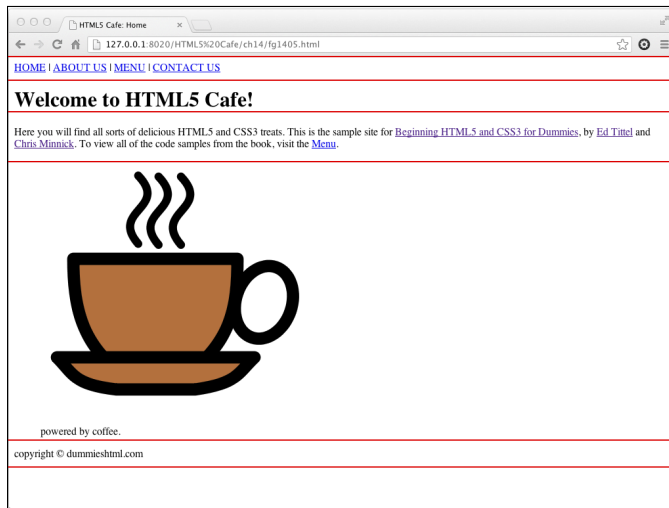 HTML5 Cafe: Home
127.0.0.1:8020/HTML5%20Cafe/ch14/fg1405.html
HOME | ABOUT US | MENU | CONTACT US
Welcome to HTML5 Cafe!
Here you will find all sorts of delicious HTML5 and CSS3 treats. This is the sample site for Beginning HTML5 and CSS3 for Dummies, by Ed Tittel and
Chris Minnick. To view all of the code samples from the book, visit the Menu.
powered by coffee.
copyright © dummieshtml.com